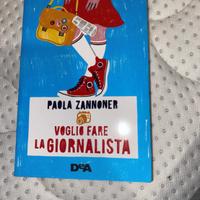 PAOLA ZANNONER
VOGLIO FARE
LA GIORNALISTA
DeA